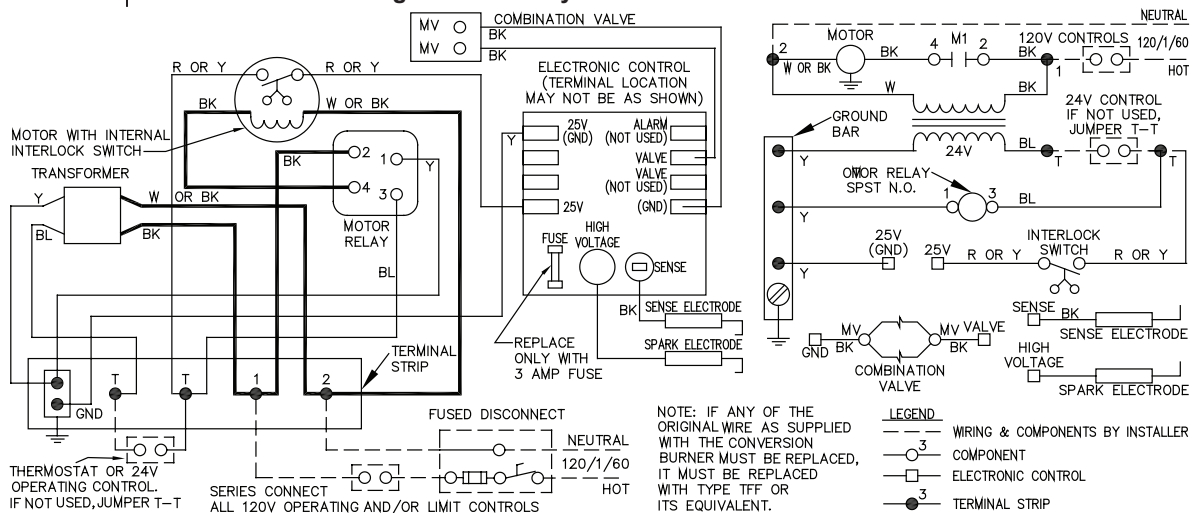 MV
MV
COMBINATION VALVE
BK
BK
R OR Y
R OR Y
BK
W OR BK
MOTOR WITH INTERNAL
INTERLOCK SWITCH
BK
2
1
4
3
Y
MOTOR
RELAY
TRANSFORMER
Y
BL
W OR BK
BK
BL
ELECTRONIC CONTROL
(TERMINAL LOCATION
MAY NOT BE AS SHOWN)
Y
25V
(GND)
ALARM
(NOT USED)
VALVE
VALVE
(NOT USED)
25V
(GND)
HIGH
VOLTAGE
FUSE
SENSE
BK
SENSE ELECTRODE
SPARK ELECTRODE
REPLACE
ONLY WITH
3 AMP FUSE
TERMINAL
STRIP
GND
T
T
1
2
THERMOSTAT OR 24V
OPERATING CONTROL.
IF NOT USED, JUMPER T-T
SERIES CONNECT
ALL 120V OPERATING AND/OR LIMIT CONTROLS
FUSED DISCONNECT
NEUTRAL
120/1/60
HOT
NEUTRAL
MOTOR
M1
120V CONTROLS
120/1/60
HOT
2
W OR BK
BK
4
2
BK
1
W
BK
24V CONTROL
IF NOT USED,
JUMPER T-T
GROUND
BAR
Y
24V
BL
T
T
MOTOR RELAY
SPST N.O.
Y
1
3
BL
25V
(GND)
25V
R OR Y
INTERLOCK
SWITCH
R OR Y
Y
SENSE
BK
SENSE ELECTRODE
GND
MV
BK
MV
BK
VALVE
COMBINATION
VALVE
HIGH
VOLTAGE
SPARK ELECTRODE
NOTE: IF ANY OF THE
ORIGINAL WIRE AS SUPPLIED
WITH THE CONVERSION
BURNER MUST BE REPLACED,
IT MUST BE REPLACED
WITH TYPE TFF OR
ITS EQUIVALENT.
LEGEND
WIRING & COMPONENTS BY INSTALLER
3
COMPONENT
ELECTRONIC CONTROL
3
TERMINAL STRIP